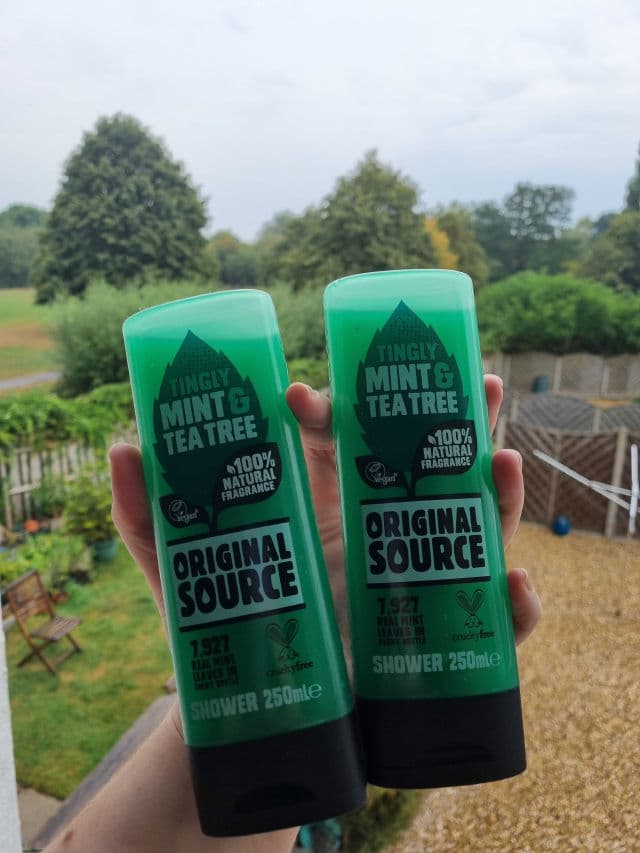 TINGLY
MINT &
TEA TREE
100%
NATURAL
FRAGRANCE
vegan
ORIGINAL
SOURCE
7,927
REAL MINT
LEAVES IN
EVERY BOTTLE
crueltyfree
SHOWER 250mL℮
TINGLY
MINT &
TEA TREE
100%
NATURAL
FRAGRANCE
vegan
ORIGINAL
SOURCE
7,927
REAL MINT
LEAVES IN
EVERY BOTTLE
crueltyfree
SHOWER 250mL℮